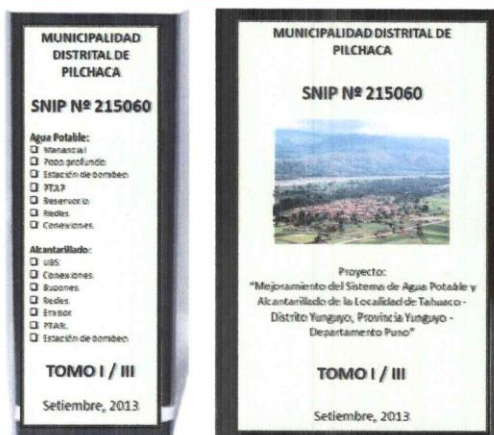 MUNICIPALIDAD
DISTRITAL DE
PILCHACA
SNIP Nº 215060
Agua Potable:
❑ Manantial
❑ Pozo profundo
❑ Estación de bombeo
❑ PTAP
❑ Reservorio
❑ Redes
❑ Conexiones
Alcantarillado:
❑ UBS
❑ Conexiones
❑ Buzones
❑ Redes
❑ Emisor
❑ PTAR
❑ Estación de bombeo
TOMO I / III
Setiembre, 2013
MUNICIPALIDAD DISTRITAL DE
PILCHACA
SNIP Nº 215060
Proyecto:
"Mejoramiento del Sistema de Agua Potable y
Alcantarillado de la Localidad de Tahuaco -
Distrito Yunguyo, Provincia Yunguyo -
Departamento Puno"
TOMO I / III
Setiembre, 2013